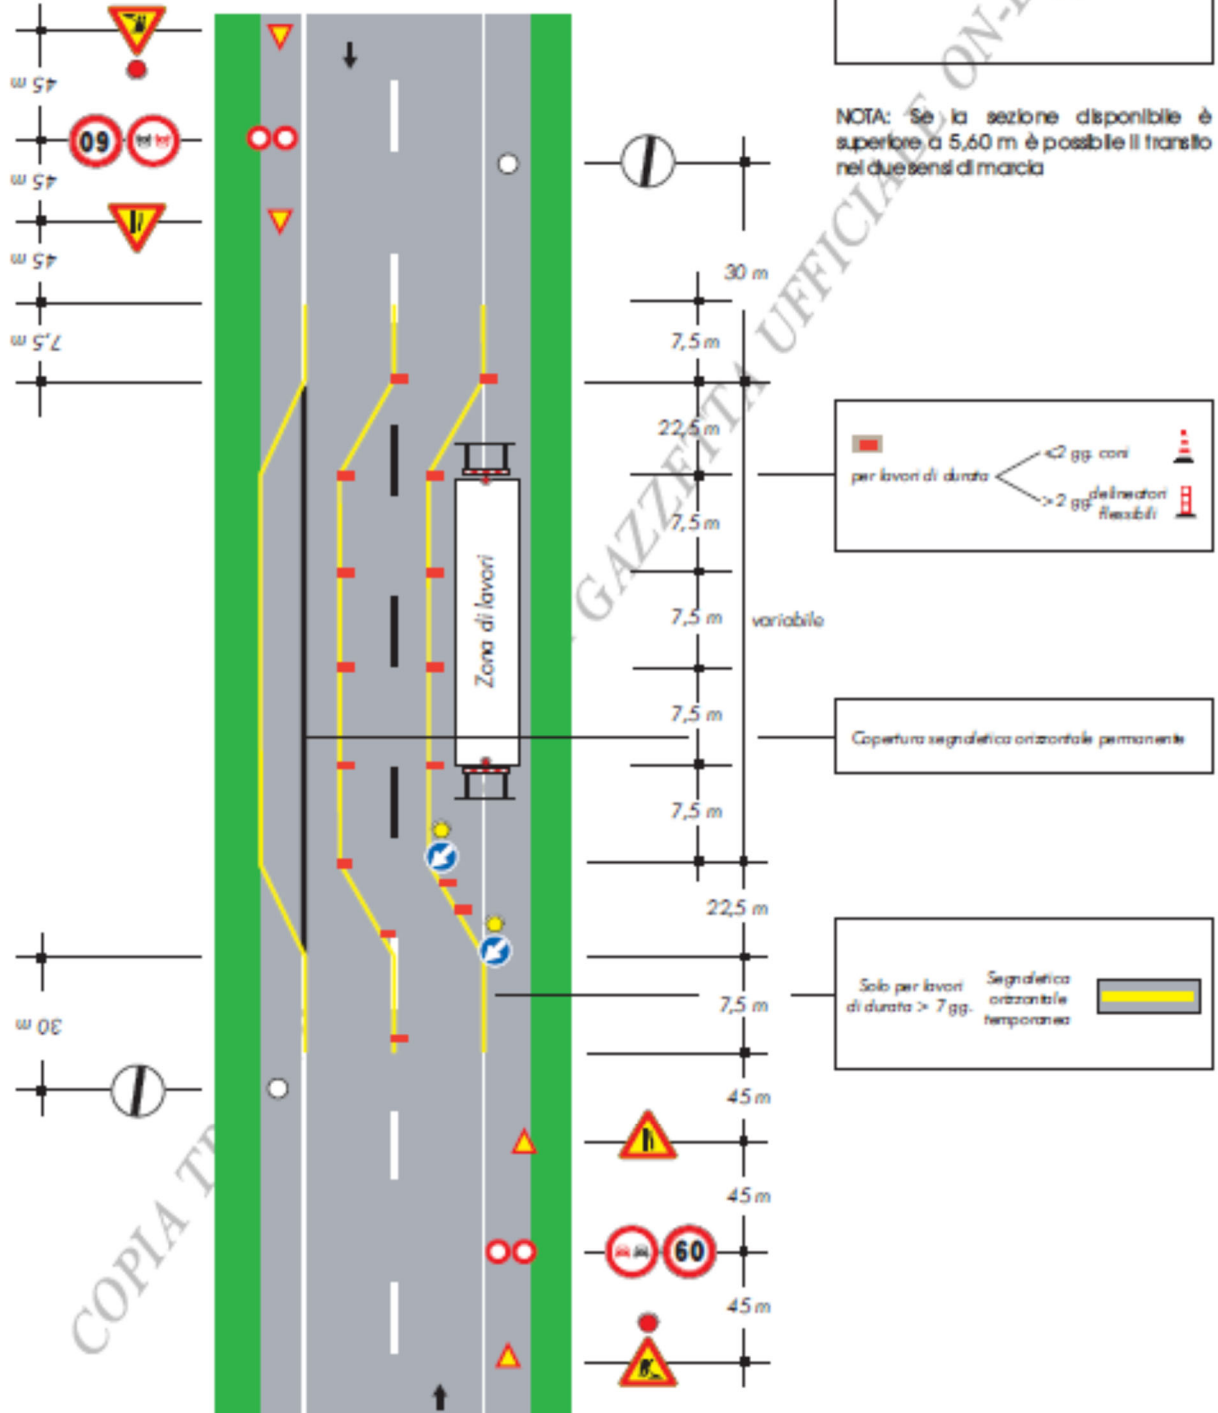 45 m
60
45 m
45 m
7,5 m
30 m
NOTA: Se la sezione disponibile è
superiore a 5,60 m è possibile il transito
nei due sensi di marcia
30 m
7,5 m
22,5 m
7,5 m
7,5 m
variabile
7,5 m
7,5 m
22,5 m
7,5 m
45 m
45 m
60
45 m
Zona di lavori
per lavori di durata
<2 gg. coni
>2 gg delineatori
flessibili
Copertura segnaletica orizzontale permanente
Solo per lavori
di durata > 7 gg.
Segnaletica
orizzontale
temporanea
COPIA
GAZZETTA UFFICIALE ON-